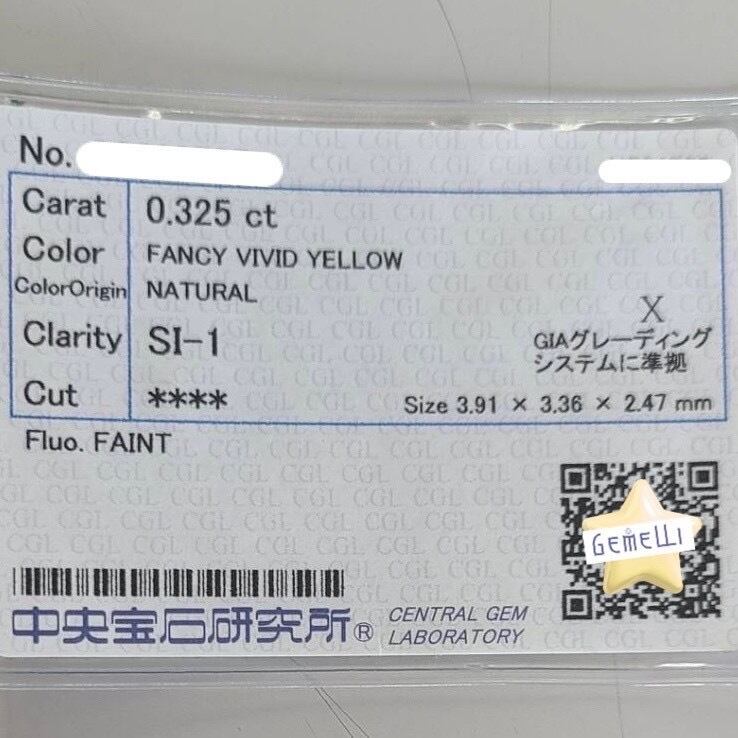 No.
Carat 0.325 ct
Color FANCY VIVID YELLOW
ColorOrigin NATURAL
Clarity SI-1
X
GIAグレーディング
システムに準拠
Cut ****
Size 3.91 × 3.36 × 2.47 mm
Fluo. FAINT
GEMELLI
中央宝石研究所® CENTRAL GEM
LABORATORY